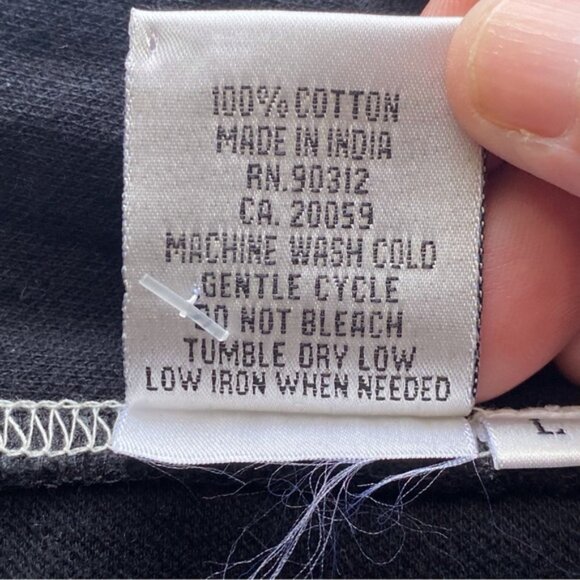 100% COTTON
MADE IN INDIA
RN.90312
CA. 20059
MACHINE WASH COLD
GENTLE CYCLE
DO NOT BLEACH
TUMBLE DRY LOW
LOW IRON WHEN NEEDED
L